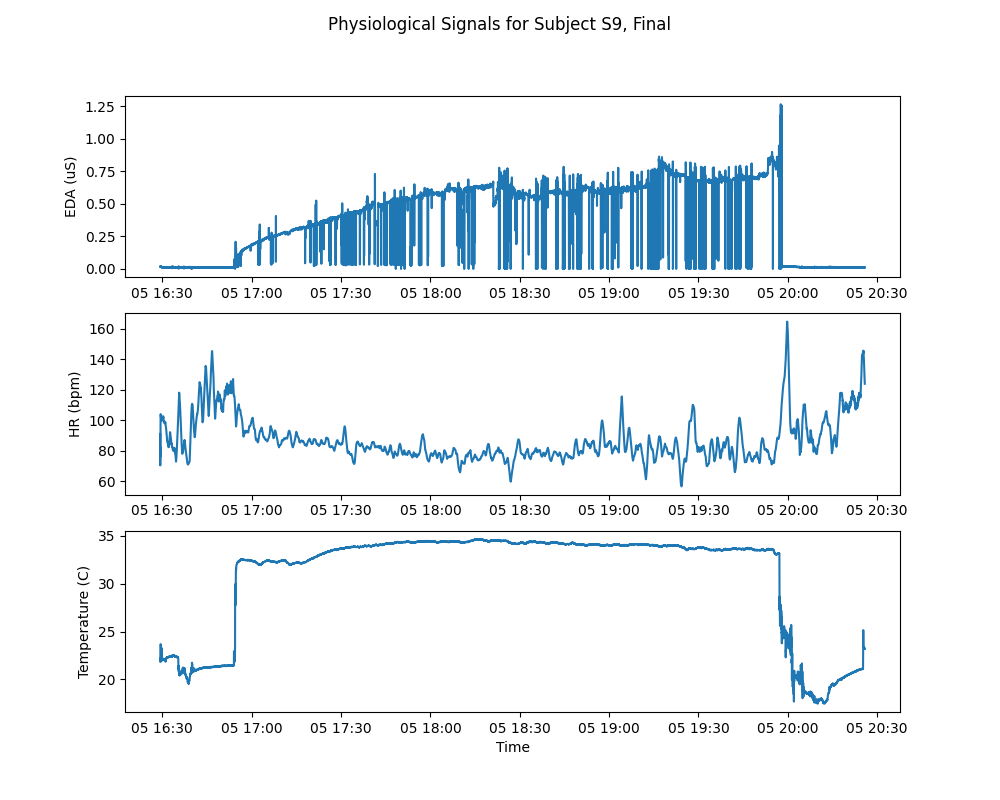 Physiological Signals for Subject S9, Final
EDA (uS)
1.25
1.00
0.75
0.50
0.25
0.00
05 16:30 05 17:00 05 17:30 05 18:00 05 18:30 05 19:00 05 19:30 05 20:00 05 20:30
HR (bpm)
160
140
120
100
80
60
05 16:30 05 17:00 05 17:30 05 18:00 05 18:30 05 19:00 05 19:30 05 20:00 05 20:30
Temperature (C)
35
30
25
20
05 16:30 05 17:00 05 17:30 05 18:00 05 18:30 05 19:00 05 19:30 05 20:00 05 20:30
Time